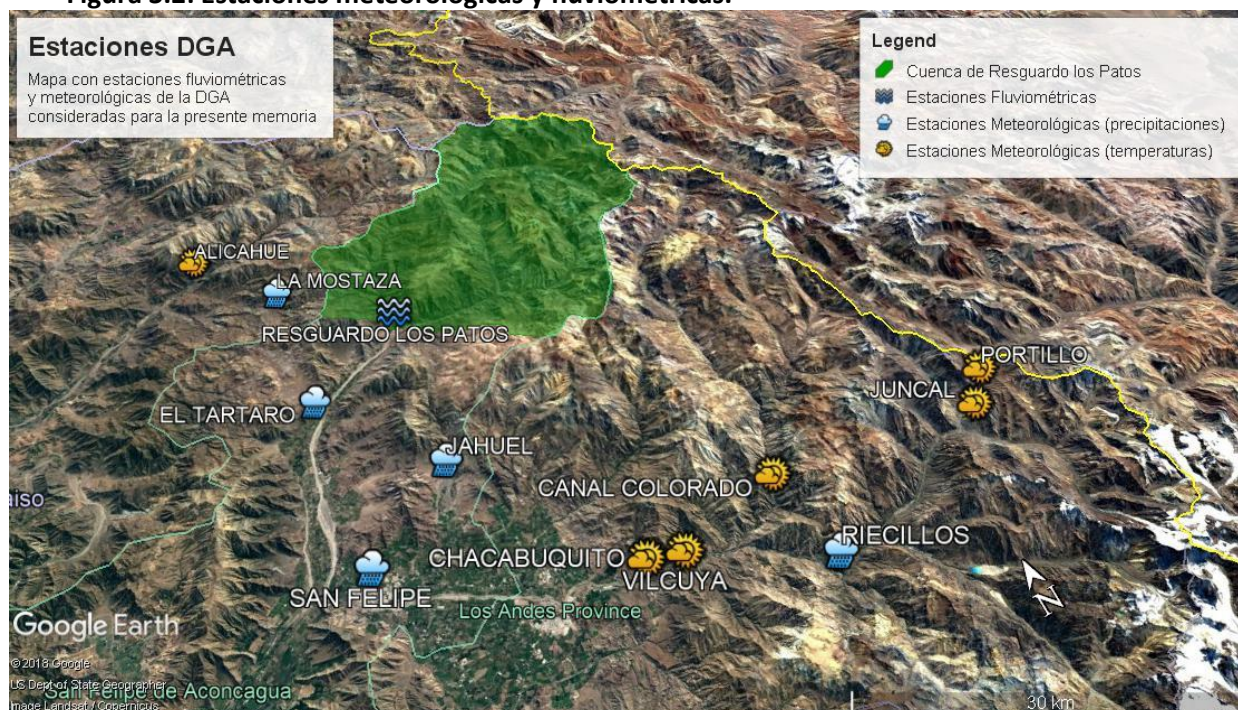 Figura 3.2. Estaciones meteorológicas y fluviométricas.
Estaciones DGA
Mapa con estaciones fluviométricas
y meteorológicas de la DGA
consideradas para la presente memoria
Legend
Cuenca de Resguardo los Patos
Estaciones Fluviométricas
Estaciones Meteorológicas (precipitaciones)
Estaciones Meteorológicas (temperaturas)
ALICAHUE
LA MOSTAZA
RESGUARDO LOS PATOS
PORTILLO
JUNCAL
EL TARTARO
JAHUEL
CANAL COLORADO
aiso
RIECILLOS
CHACABUQUITO
VILCUYA
SAN FELIPE
Los Andes Province
N
Google Earth
© 2018 Google
US Dept of State Geographer
San Felipe de Aconcagua
Image Landsat / Copernicus
30 km